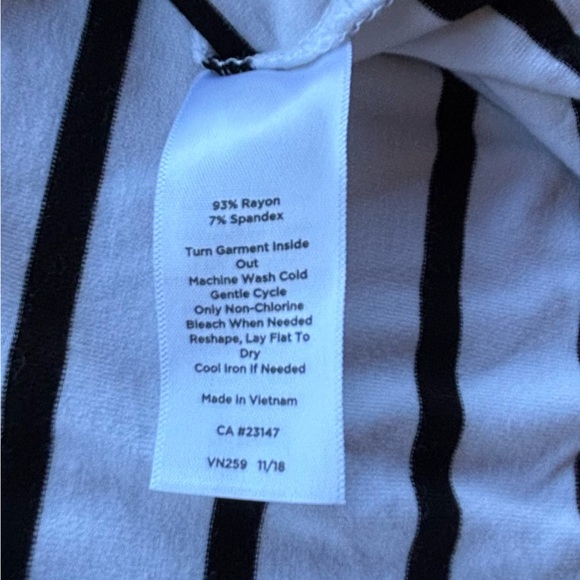 93% Rayon
7% Spandex
Turn Garment Inside
Out
Machine Wash Cold
Gentle Cycle
Only Non-Chlorine
Bleach When Needed
Reshape, Lay Flat To
Dry
Cool Iron If Needed
Made in Vietnam
CA #23147
VN259 11/18